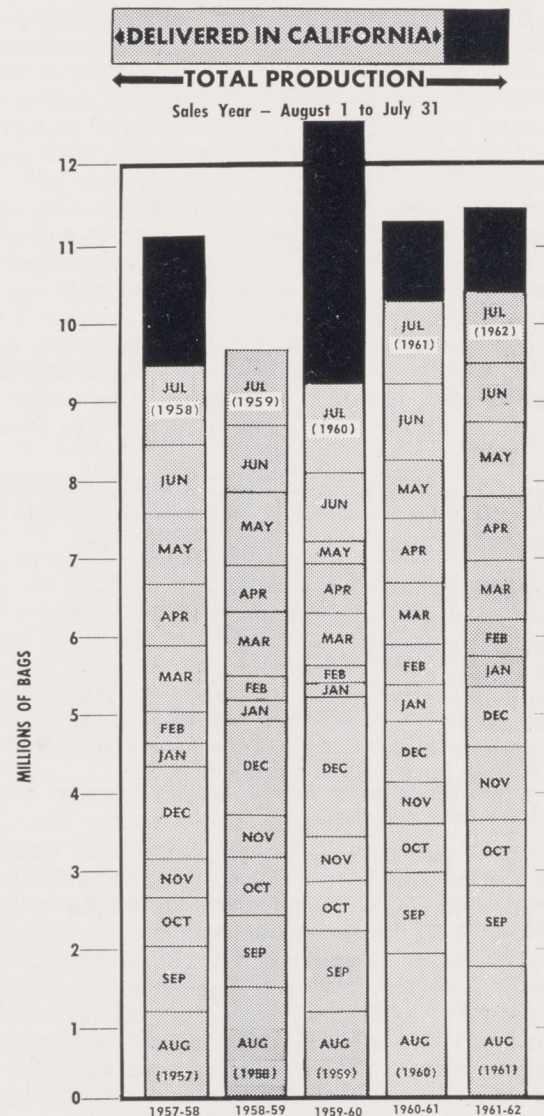 DELIVERED IN CALIFORNIA
TOTAL PRODUCTION
Sales Year – August 1 to July 31
MILLIONS OF BAGS
12
11
10
9
8
7
6
5
4
3
2
1
0
JUL
(1958)
JUN
MAY
APR
MAR
FEB
JAN
DEC
NOV
OCT
SEP
AUG
(1957)
1957-58
JUL
(1959)
JUN
MAY
APR
MAR
FEB
JAN
DEC
NOV
OCT
SEP
AUG
(1958)
1958-59
JUL
(1960)
JUN
MAY
APR
MAR
FEB
JAN
DEC
NOV
OCT
SEP
AUG
(1959)
1959-60
JUL
(1961)
JUN
MAY
APR
MAR
FEB
JAN
DEC
NOV
OCT
SEP
AUG
(1960)
1960-61
JUL
(1962)
JUN
MAY
APR
MAR
FEB
JAN
DEC
NOV
OCT
SEP
AUG
(1961)
1961-62